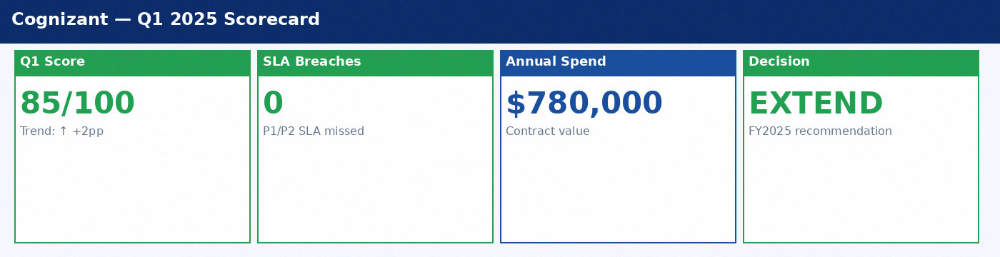 Cognizant — Q1 2025 Scorecard
Q1 Score
85/100
Trend: ↑ +2pp
SLA Breaches
0
P1/P2 SLA missed
Annual Spend
$780,000
Contract value
Decision
EXTEND
FY2025 recommendation